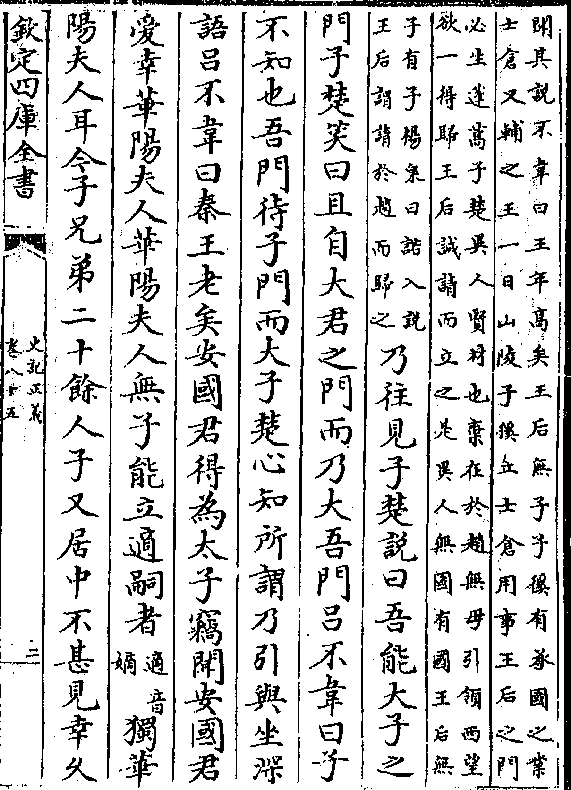 間其說不韋曰王年高矣王后無子子傒有承國之業
士倉又輔之王一日山陵子傒立士倉用事王后之門
必生蓬蒿子楚異人賢材也棄在於趙無母引領西望
欲一得歸王后誠請而立之是異人無國有國王后無
子有子楊泉曰諾入說
王后謂請於趙而歸之
乃往見子楚說曰吾能大子之
門子楚笑曰且自大君之門而乃大吾門呂不韋曰子
不知也吾門待子門而大子楚心知所謂乃引與坐深
語呂不韋曰秦王老矣安國君得為太子竊聞安國君
愛幸華陽夫人華陽夫人無子能立適嗣者適音嫡獨華
陽夫人耳今子兄弟二十餘人子又居中不甚見幸久
欽定四庫全書
史記正義
卷八十五
二